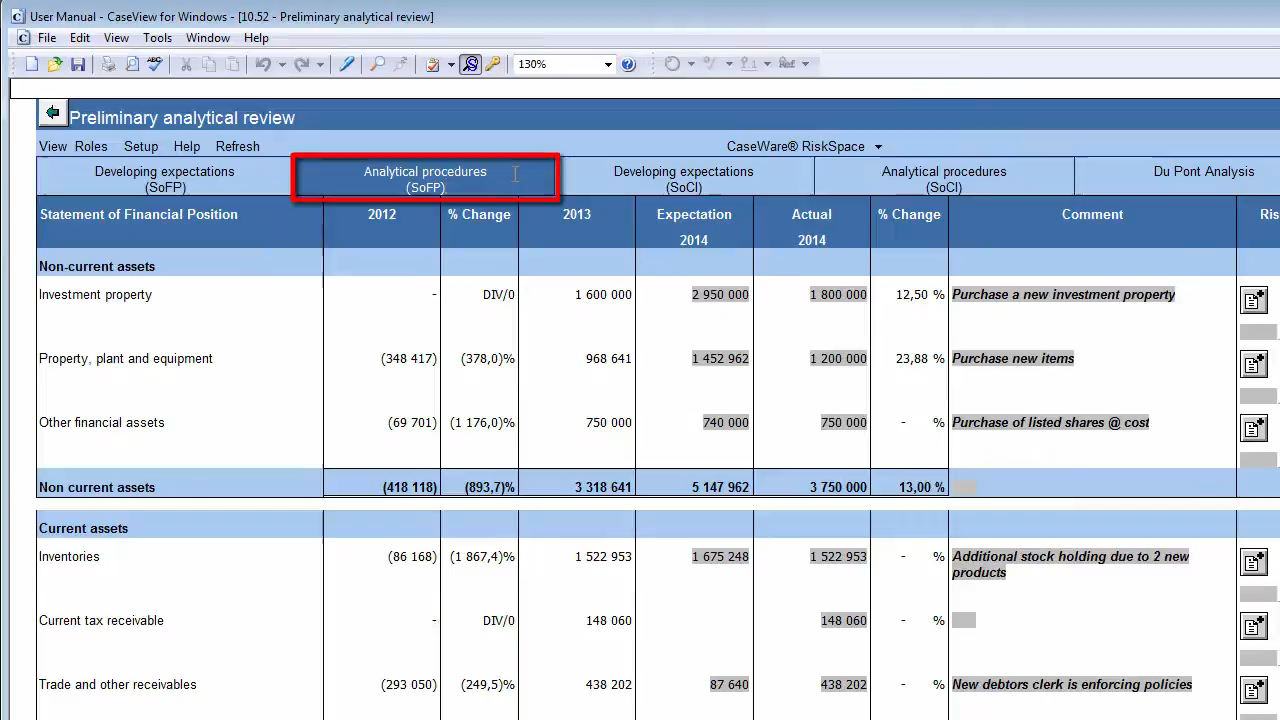 User Manual - CaseView for Windows - [10.52 - Preliminary analytical review]
File Edit View Tools Window Help
130%
Preliminary analytical review
View Roles Setup Help Refresh CaseWare® RiskSpace
Developing expectations (SoFP) Analytical procedures (SoFP) Developing expectations (SoCI) Analytical procedures (SoCI) Du Pont Analysis
Statement of Financial Position 2012 % Change 2013 Expectation 2014 Actual 2014 % Change Comment Ris
Non-current assets
Investment property - DIV/0 1 600 000 2 950 000 1 800 000 12,50 % Purchase a new investment property
Property, plant and equipment (348 417) (378,0)% 968 641 1 452 962 1 200 000 23,88 % Purchase new items
Other financial assets (69 701) (1 176,0)% 750 000 740 000 750 000 - % Purchase of listed shares @ cost
Non current assets (418 118) (893,7)% 3 318 641 5 147 962 3 750 000 13,00 %
Current assets
Inventories (86 168) (1 867,4)% 1 522 953 1 675 248 1 522 953 - % Additional stock holding due to 2 new
products
Current tax receivable - DIV/0 148 060 148 060 - %
Trade and other receivables (293 050) (249,5)% 438 202 87 640 438 202 - % New debtors clerk is enforcing policies